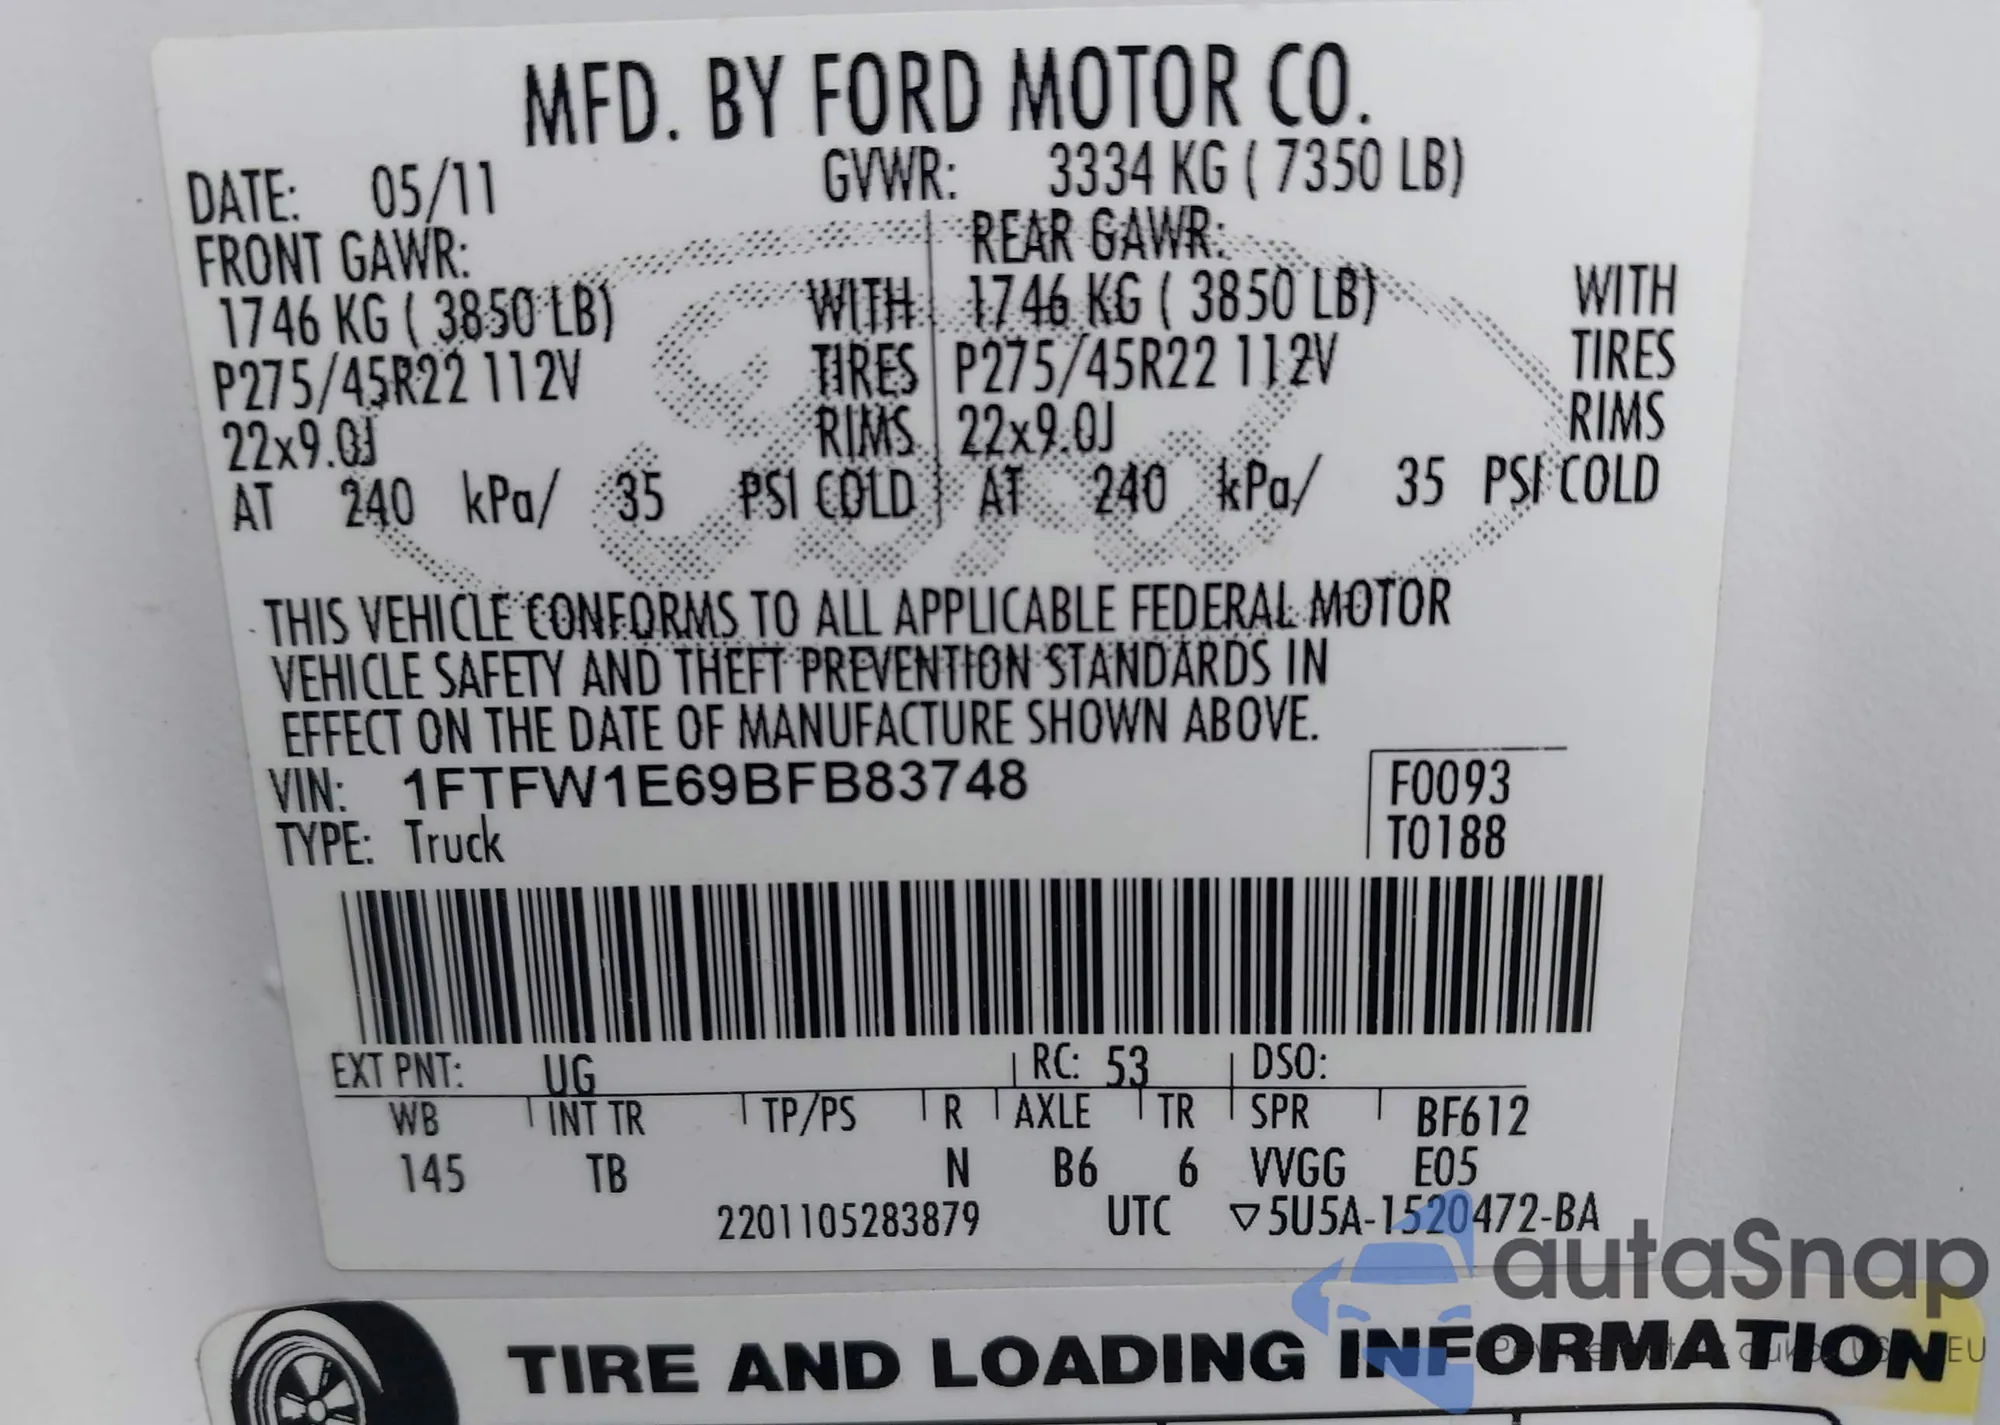 MFD. BY FORD MOTOR CO.
DATE: 05/11 GVWR: 3334 KG ( 7350 LB)
FRONT GAWR: REAR GAWR:
1746 KG ( 3850 LB) WITH 1746 KG ( 3850 LB) WITH
P275/45R22 112V TIRES P275/45R22 112V TIRES
22x9.0J RIMS 22x9.0J RIMS
AT 240 kPa/ 35 PSI COLD AT 240 kPa/ 35 PSI COLD
Ford
THIS VEHICLE CONFORMS TO ALL APPLICABLE FEDERAL MOTOR
VEHICLE SAFETY AND THEFT PREVENTION STANDARDS IN
EFFECT ON THE DATE OF MANUFACTURE SHOWN ABOVE.
VIN: 1FTFW1E69BFB83748 F0093
TYPE: Truck T0188
EXT PNT: UG RC: 53 DSO:
WB INT TR TP/PS R AXLE TR SPR BF612
145 TB N B6 6 VVGG E05
2201105283879 UTC ▽5U5A-1520472-BA
autaSnap
TIRE AND LOADING INFORMATION
EU